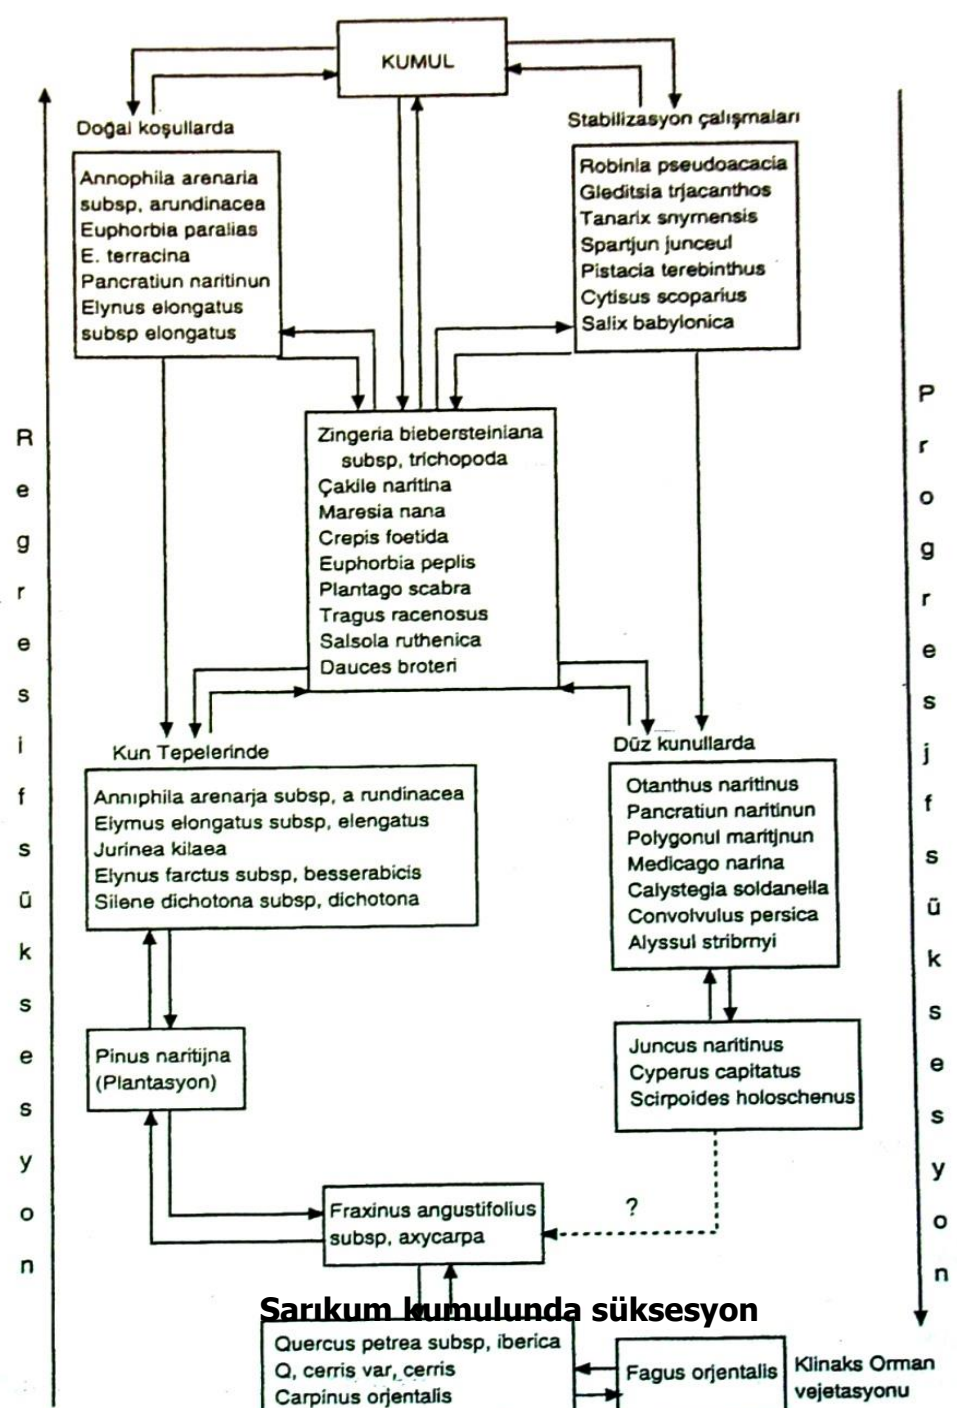 KUMUL
Doğal koşullarda
Annophila arenaria
subsp, arundinacea
Euphorbia paralias
E. terracina
Pancratiun naritinun
Elynus elongatus
subsp elongatus
Stabilizasyon çalışmaları
Robinia pseudoacacia
Gleditsia trjacanthos
Tanarix snyrnensis
Spartjun junceul
Pistacia terebinthus
Cytisus scoparius
Salix babylonica
Zingeria biebersteiniana
subsp, trichopoda
Çakile naritina
Maresia nana
Crepis foetida
Euphorbia peplis
Plantago scabra
Tragus racenosus
Salsola ruthenica
Dauces broteri
Kun Tepelerinde
Anniphila arenarja subsp, a rundinacea
Elymus elongatus subsp, elengatus
Jurinea kilaea
Elynus farctus subsp, besserabicis
Silene dichotona subsp, dichotona
Düz kunullarda
Otanthus naritinus
Pancratiun naritinun
Polygonul maritjnun
Medicago narina
Calystegia soldanella
Convolvulus persica
Alyssul stribrnyi
Pinus naritijna
(Plantasyon)
Juncus naritinus
Cyperus capitatus
Scirpoides holoschenus
Fraxinus angustifolius
subsp, axycarpa
?
Sarıkum kumulunda süksesyon
Quercus petrea subsp, iberica
Q, cerris var, cerris
Carpinus orjentalis
Fagus orjentalis
Klinaks Orman
vejetasyonu
Regresif süksesyon
Progresjf süksesyon